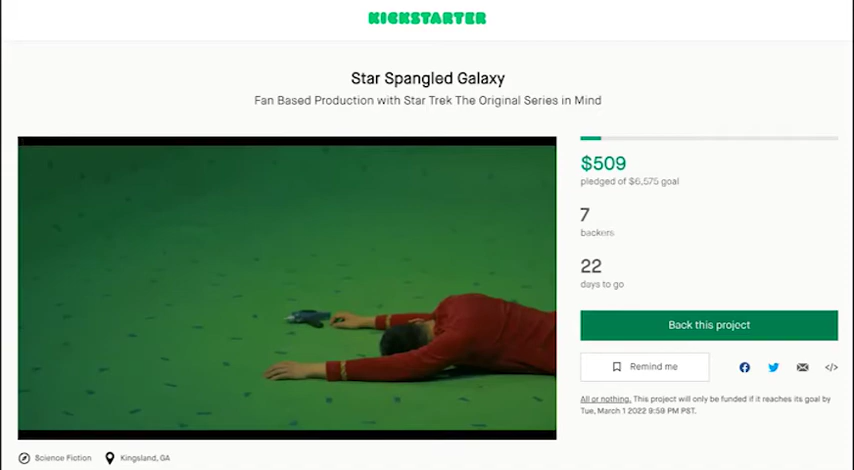 KICKSTARTER
Star Spangled Galaxy
Fan Based Production with Star Trek The Original Series in Mind
$509
pledged of $6,575 goal
7
backers
22
days to go
Back this project
Remind me
</>
All or nothing. This project will only be funded if it reaches its goal by
Tue, March 1 2022 9:59 PM PST.
Science Fiction Kingsland, GA